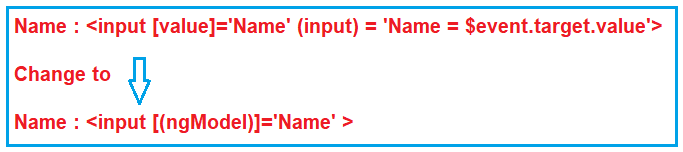 Name : <input [value]='Name' (input) = 'Name = $event.target.value'>
Change to
Name : <input [(ngModel)]='Name' >